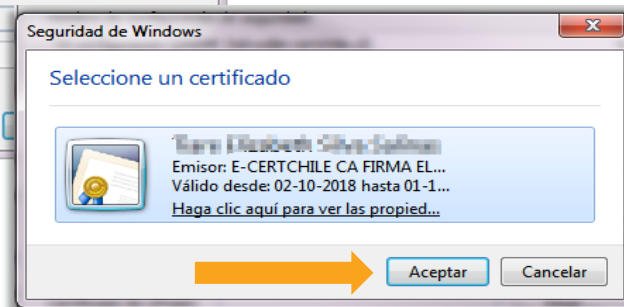 Seguridad de Windows
Seleccione un certificado
Emisor: E-CERTCHILE CA FIRMA EL...
Válido desde: 02-10-2018 hasta 01-1...
Haga clic aquí para ver las propied...
Aceptar
Cancelar